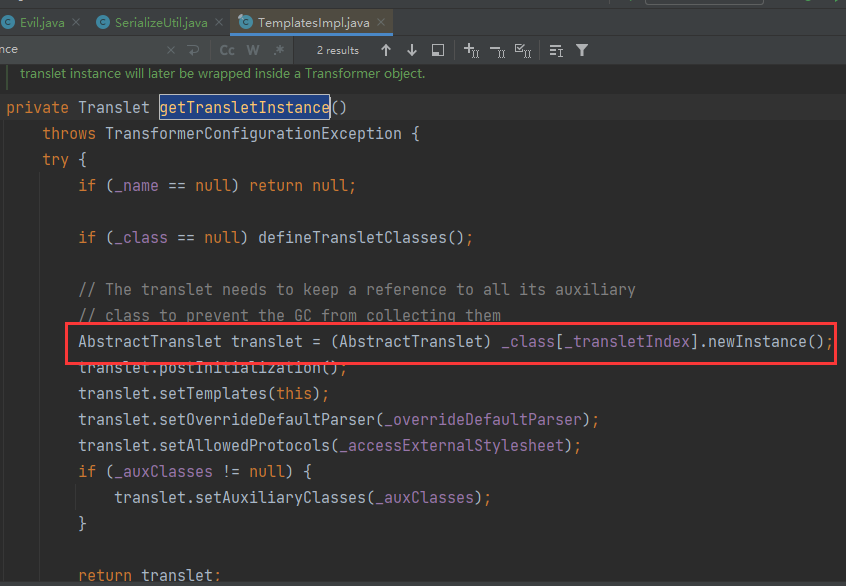 Evil.java × SerializeUtil.java × TemplatesImpl.java ×
nce × Cc W .* 2 results
translet instance will later be wrapped inside a Transformer object.
private Translet getTransletInstance()
throws TransformerConfigurationException {
try {
if (_name == null) return null;
if (_class == null) defineTransletClasses();
// The translet needs to keep a reference to all its auxiliary
// class to prevent the GC from collecting them
AbstractTranslet translet = (AbstractTranslet) _class[_transletIndex].newInstance();
translet.postInitialization();
translet.setTemplates(this);
translet.setOverrideDefaultParser(_overrideDefaultParser);
translet.setAllowedProtocols(_accessExternalStylesheet);
if (_auxClasses != null) {
translet.setAuxiliaryClasses(_auxClasses);
}
return translet;